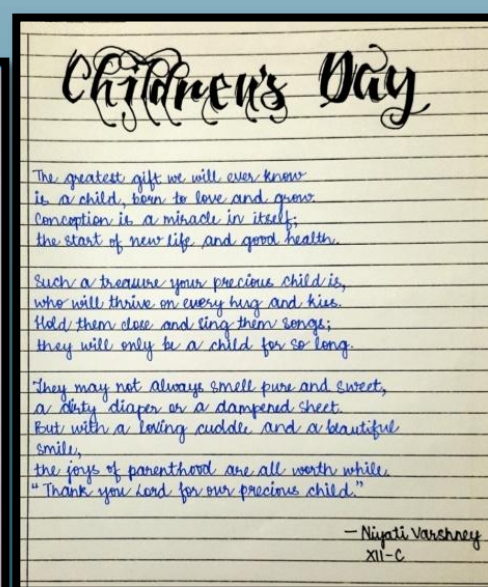 Children's Day
The greatest gift we will ever know
is a child, born to love and grow.
Conception is a miracle in itself;
the start of new life and good health.
Such a treasure your precious child is,
who will thrive on every hug and kiss.
Hold them close and sing them songs;
they will only be a child for so long.
They may not always smell pure and sweet,
a dirty diaper or a dampened sheet.
But with a loving cuddle and a beautiful
smile,
the joys of parenthood are all worth while.
"Thank you Lord for our precious child."
- Niyati Varshney
XII-C